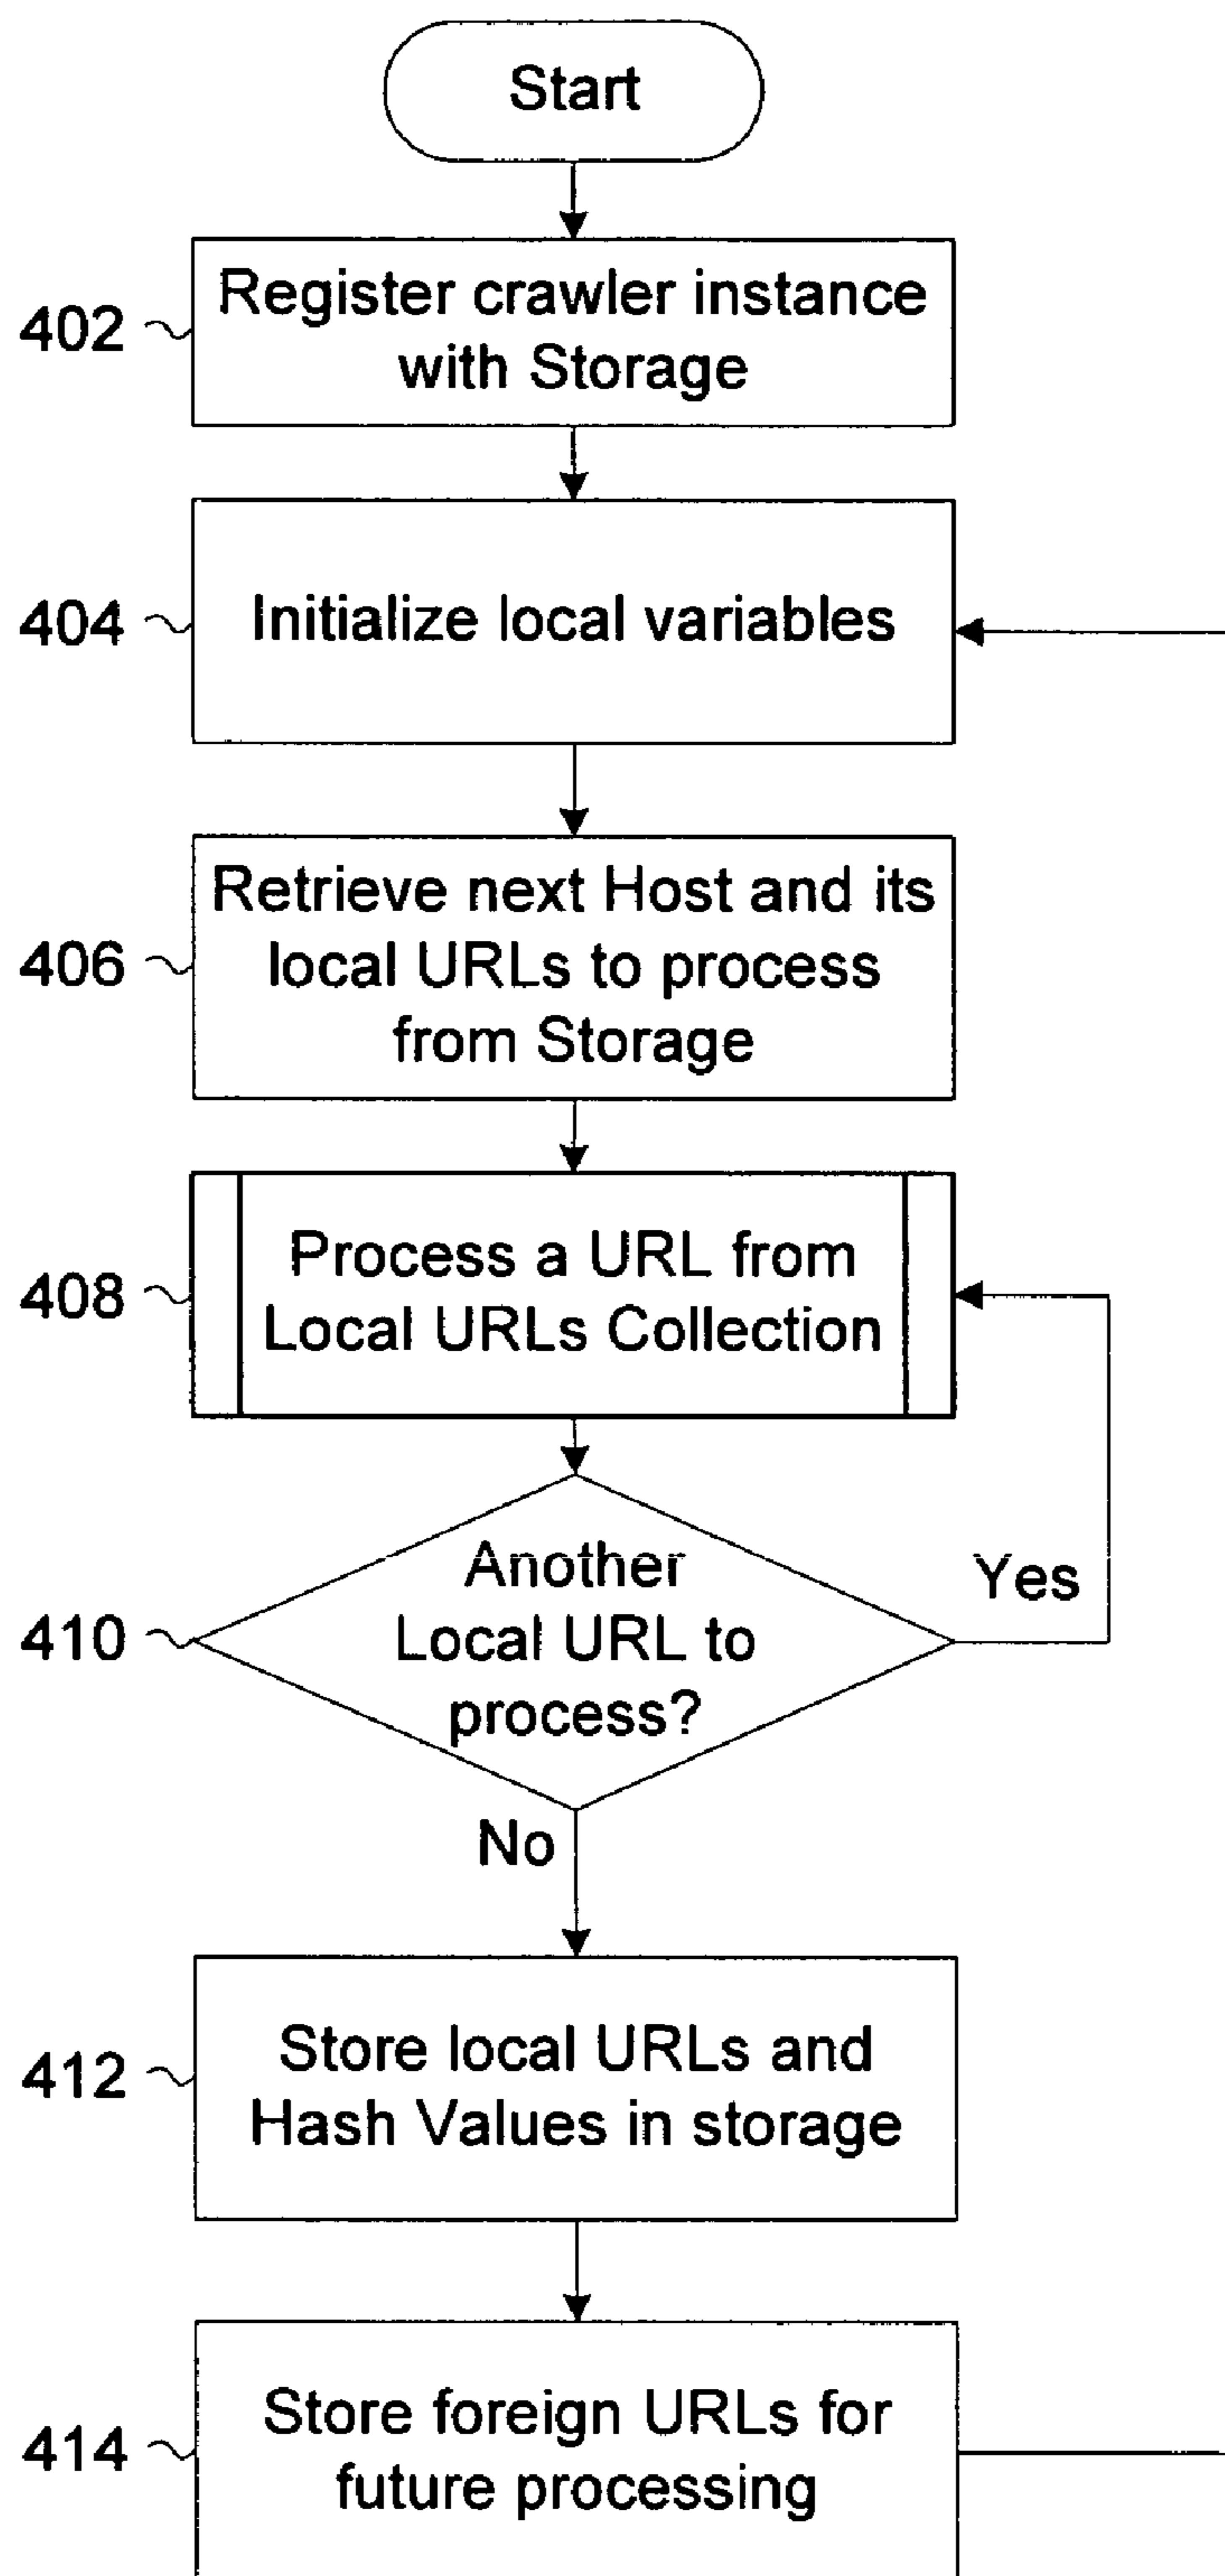 Start
402
Register crawler instance
with Storage
404
Initialize local variables
406
Retrieve next Host and its
local URLs to process
from Storage
408
Process a URL from
Local URLs Collection
410
Another
Local URL to
process?
Yes
No
412
Store local URLs and
Hash Values in storage
414
Store foreign URLs for
future processing